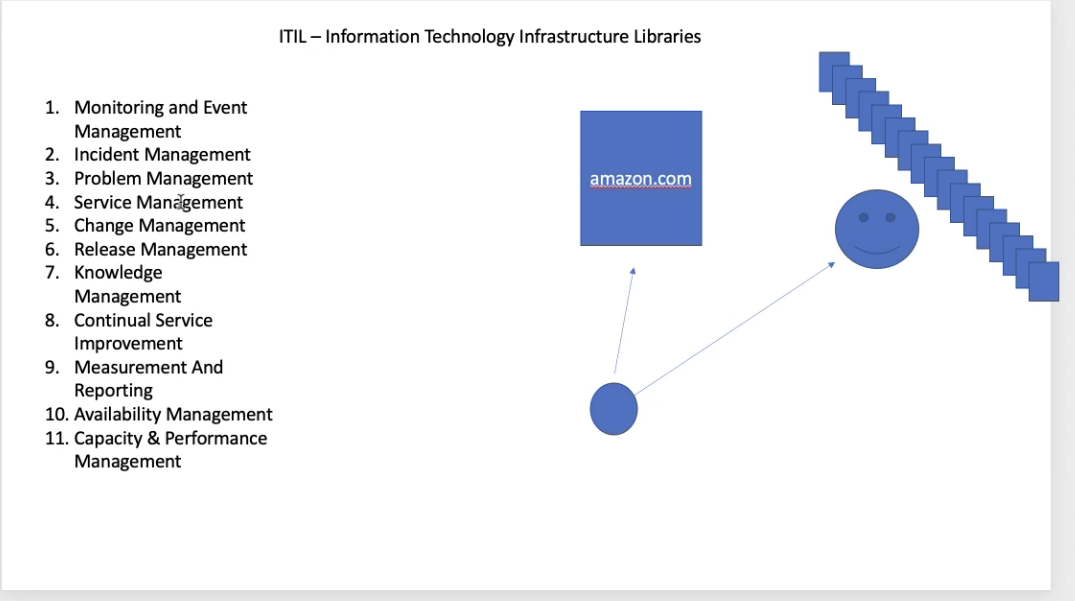 ITIL – Information Technology Infrastructure Libraries
1. Monitoring and Event
Management
2. Incident Management
3. Problem Management
4. Service Management
5. Change Management
6. Release Management
7. Knowledge
Management
8. Continual Service
Improvement
9. Measurement And
Reporting
10. Availability Management
11. Capacity & Performance
Management
amazon.com